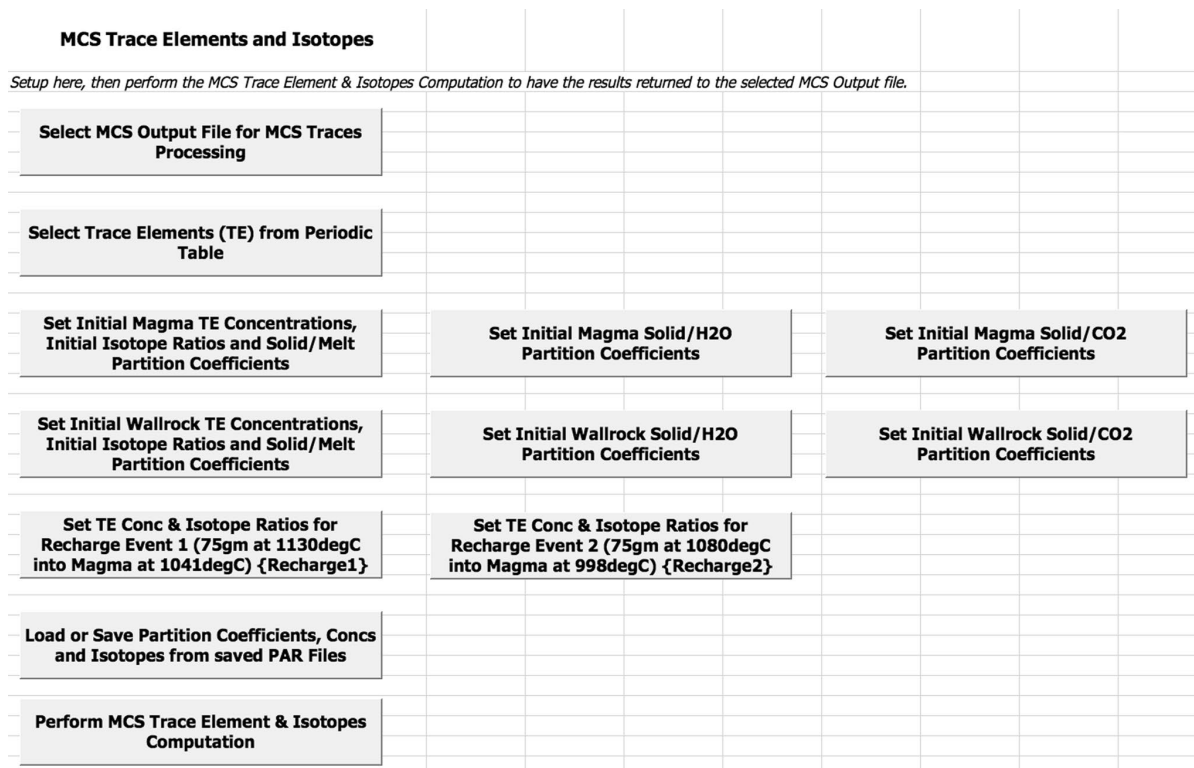 MCS Trace Elements and Isotopes
Setup here, then perform the MCS Trace Element & Isotopes Computation to have the results returned to the selected MCS Output file.
Select MCS Output File for MCS Traces
Processing
Select Trace Elements (TE) from Periodic
Table
Set Initial Magma TE Concentrations,
Initial Isotope Ratios and Solid/Melt
Partition Coefficients
Set Initial Magma Solid/H2O
Partition Coefficients
Set Initial Magma Solid/CO2
Partition Coefficients
Set Initial Wallrock TE Concentrations,
Initial Isotope Ratios and Solid/Melt
Partition Coefficients
Set Initial Wallrock Solid/H2O
Partition Coefficients
Set Initial Wallrock Solid/CO2
Partition Coefficients
Set TE Conc & Isotope Ratios for
Recharge Event 1 (75gm at 1130degC
into Magma at 1041degC) {Recharge1}
Set TE Conc & Isotope Ratios for
Recharge Event 2 (75gm at 1080degC
into Magma at 998degC) {Recharge2}
Load or Save Partition Coefficients, Concs
and Isotopes from saved PAR Files
Perform MCS Trace Element & Isotopes
Computation